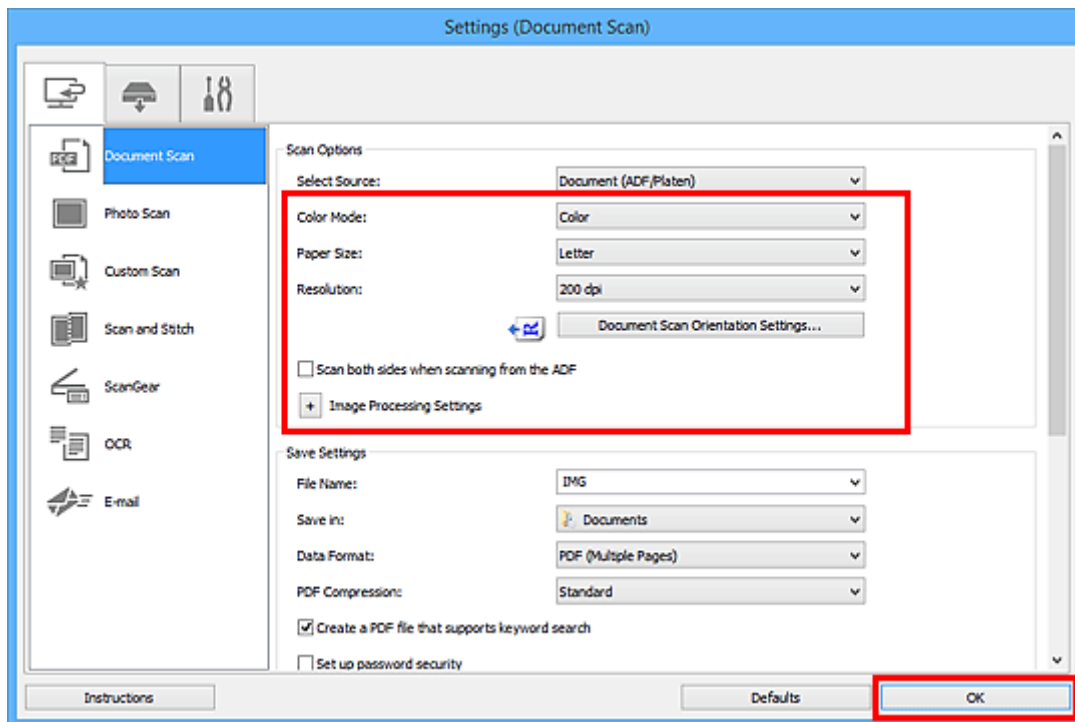 Settings (Document Scan)
PDF
Document Scan
Photo Scan
Custom Scan
Scan and Stitch
ScanGear
OCR
E-mail
Scan Options
Select Source: Document (ADF/Platen)
Color Mode: Color
Paper Size: Letter
Resolution: 200 dpi
R Document Scan Orientation Settings...
Scan both sides when scanning from the ADF
+ Image Processing Settings
Save Settings
File Name: IMG
Save in: Documents
Data Format: PDF (Multiple Pages)
PDF Compression: Standard
Create a PDF file that supports keyword search
Set up password security
Instructions Defaults OK